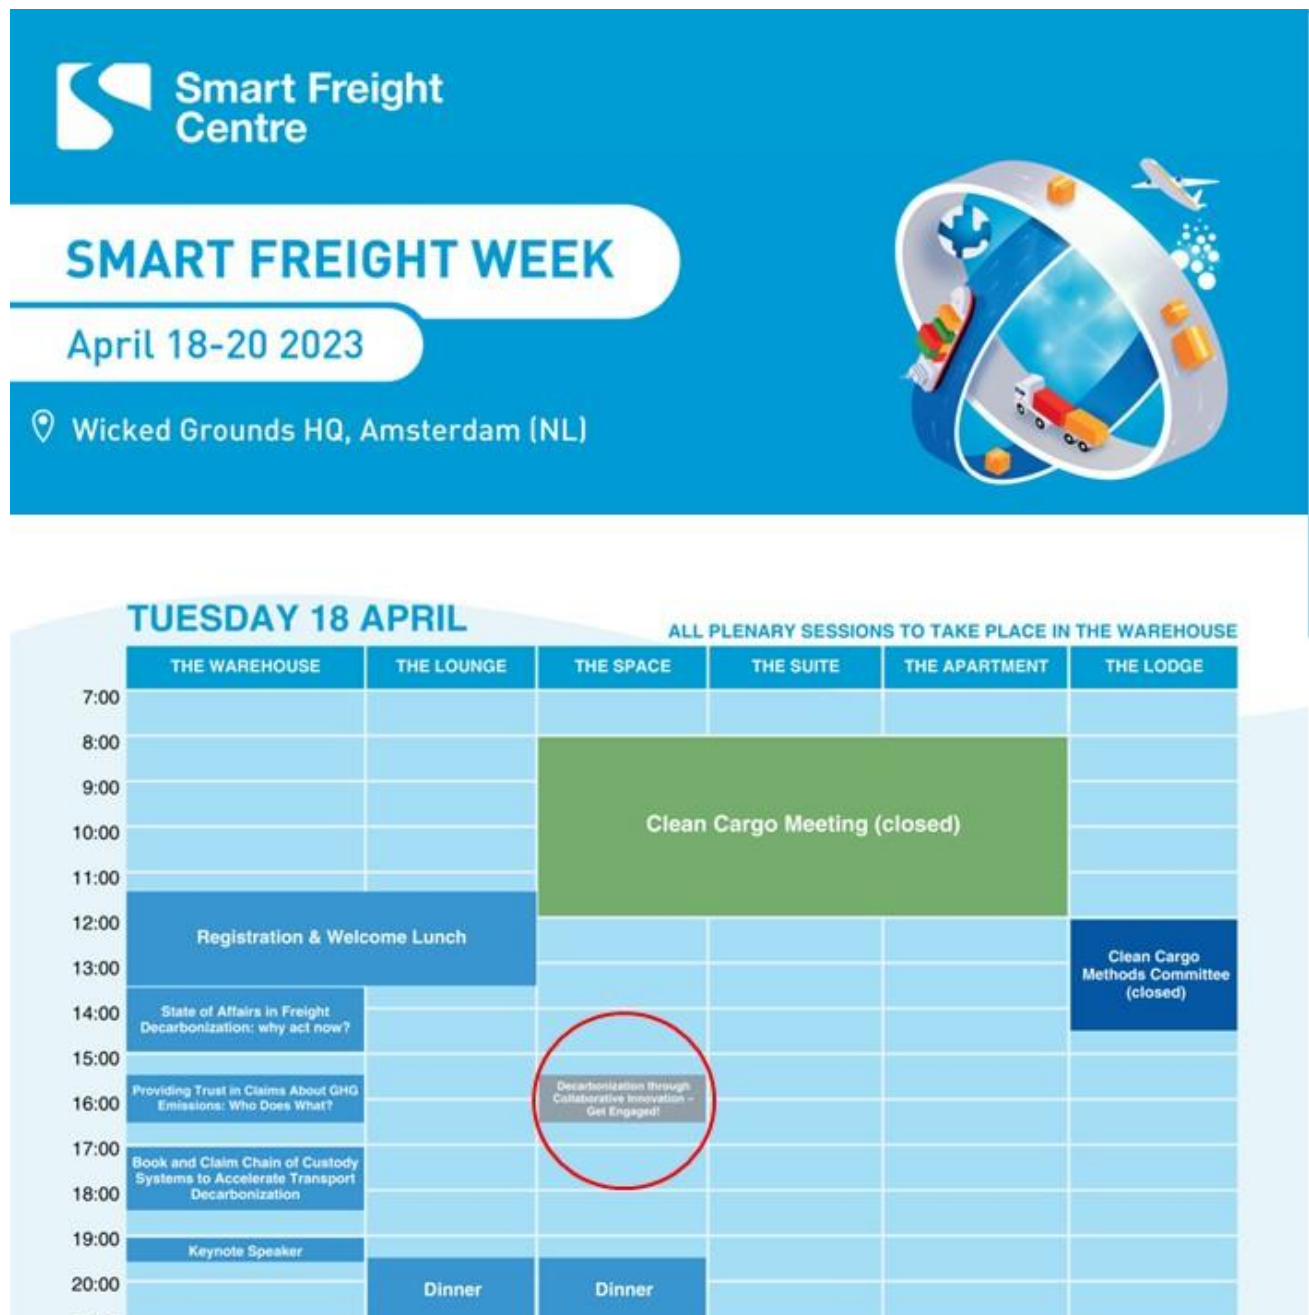 Smart Freight
Centre
SMART FREIGHT WEEK
April 18-20 2023
Wicked Grounds HQ, Amsterdam (NL)
TUESDAY 18 APRIL
ALL PLENARY SESSIONS TO TAKE PLACE IN THE WAREHOUSE
THE WAREHOUSE THE LOUNGE THE SPACE THE SUITE THE APARTMENT THE LODGE
7:00
8:00
9:00
Clean Cargo Meeting (closed)
10:00
11:00
12:00
Registration & Welcome Lunch
13:00
Clean Cargo
Methods Committee
(closed)
14:00
State of Affairs in Freight
Decarbonization: why act now?
15:00
Providing Trust in Claims About GHG
Emissions: Who Does What?
Decarbonization through
Collaborative Innovation –
Get Engaged!
16:00
17:00
Book and Claim Chain of Custody
Systems to Accelerate Transport
Decarbonization
18:00
19:00
Keynote Speaker
20:00
Dinner Dinner